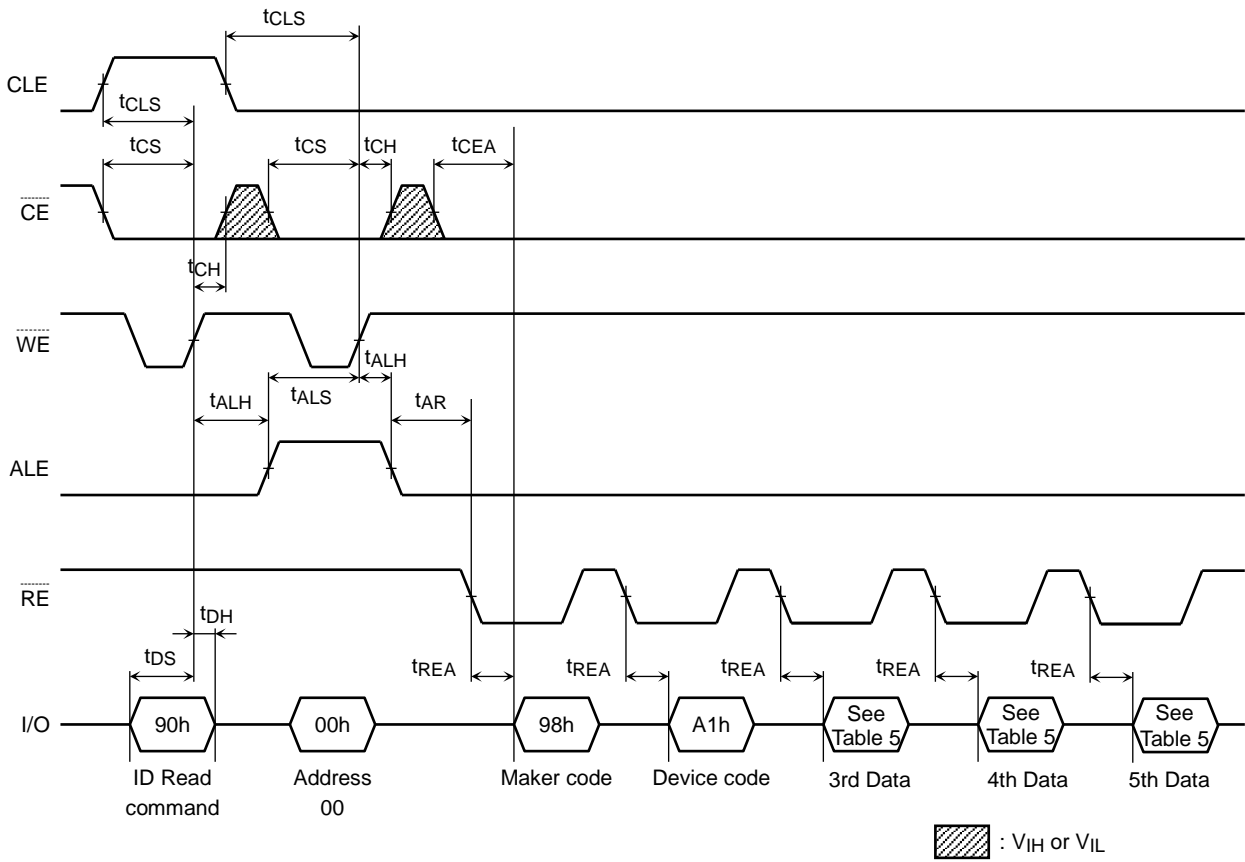 tCLS
CLE
tCLS
tCS tCS tCH tCEA
CE
tCH
WE
tALH
tALH tALS tAR
ALE
RE
tDH
tDS tREA tREA tREA tREA tREA
I/O 90h 00h 98h A1h See Table 5 See Table 5 See Table 5
ID Read command
Address 00
Maker code
Device code
3rd Data
4th Data
5th Data
: VIH or VIL